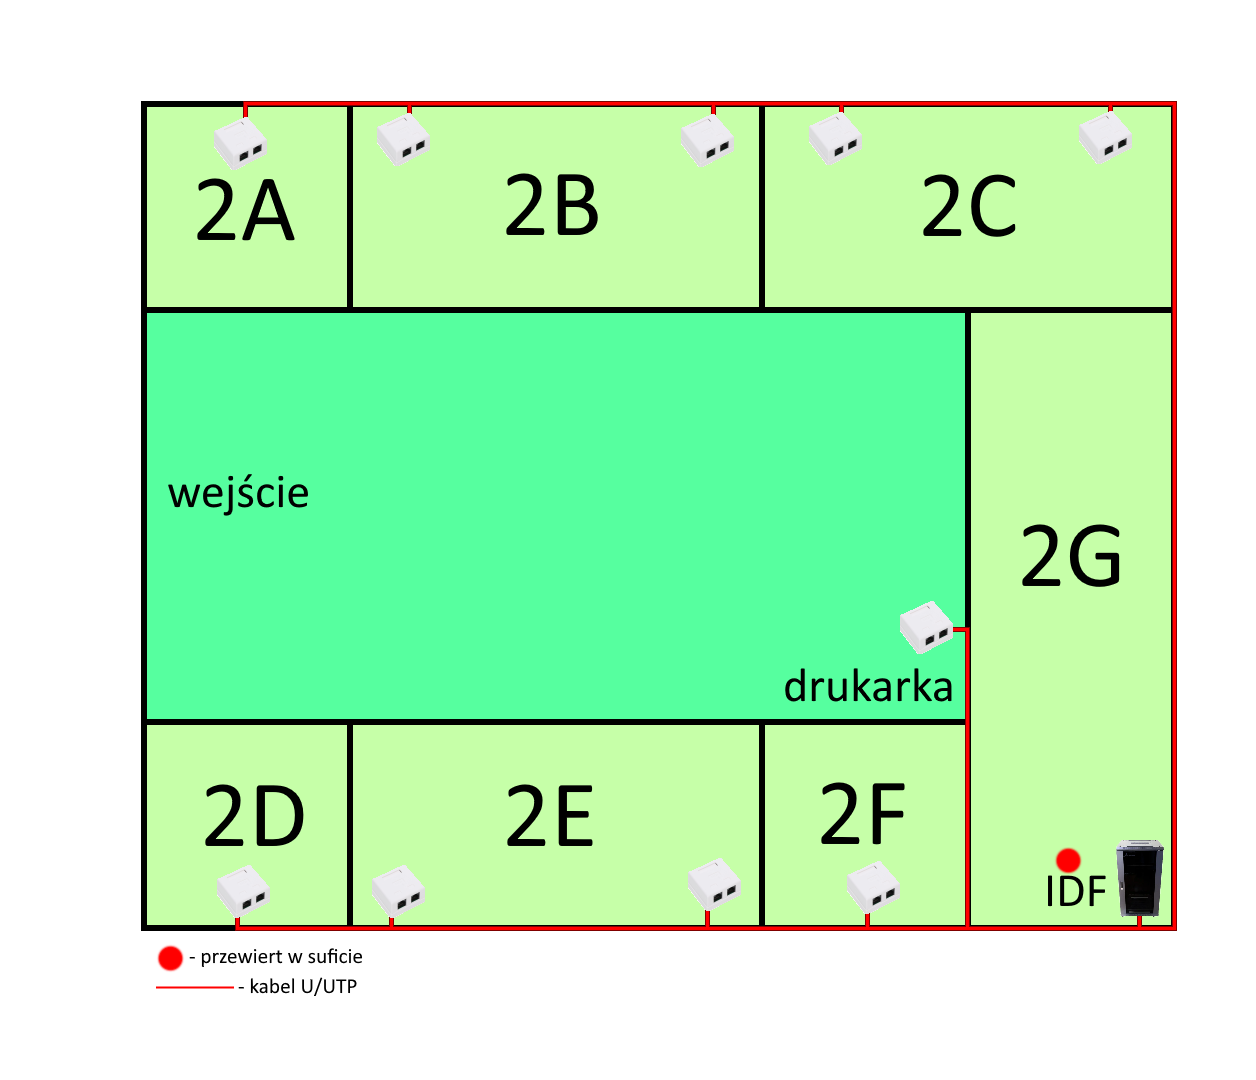 2A
2B
2C
wejście
2G
drukarka
2D
2E
2F
IDF
- przewiert w suficie
- kabel U/UTP